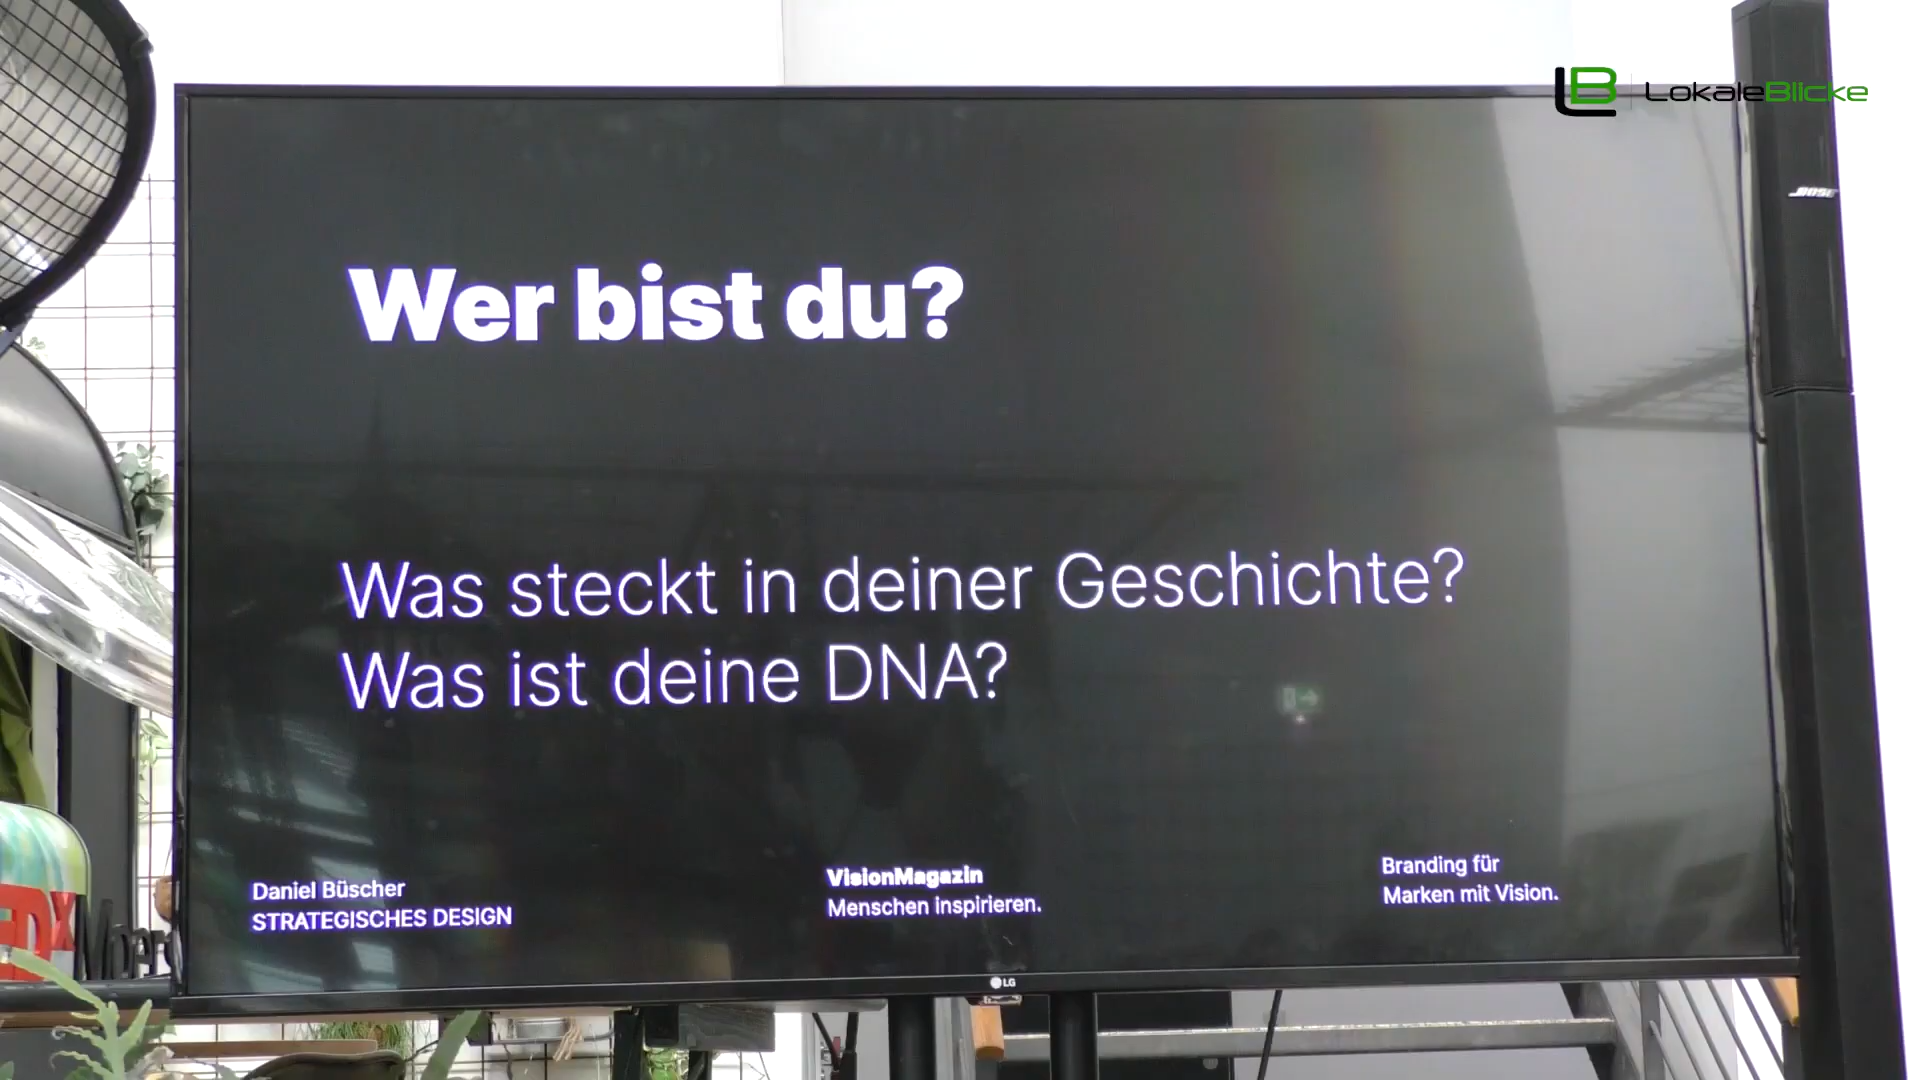 LB LokaleBlicke
BOSE
Wer bist du?
Was steckt in deiner Geschichte?
Was ist deine DNA?
Daniel Büscher
STRATEGISCHES DESIGN
VisionMagazin
Menschen inspirieren.
Branding für
Marken mit Vision.
LG